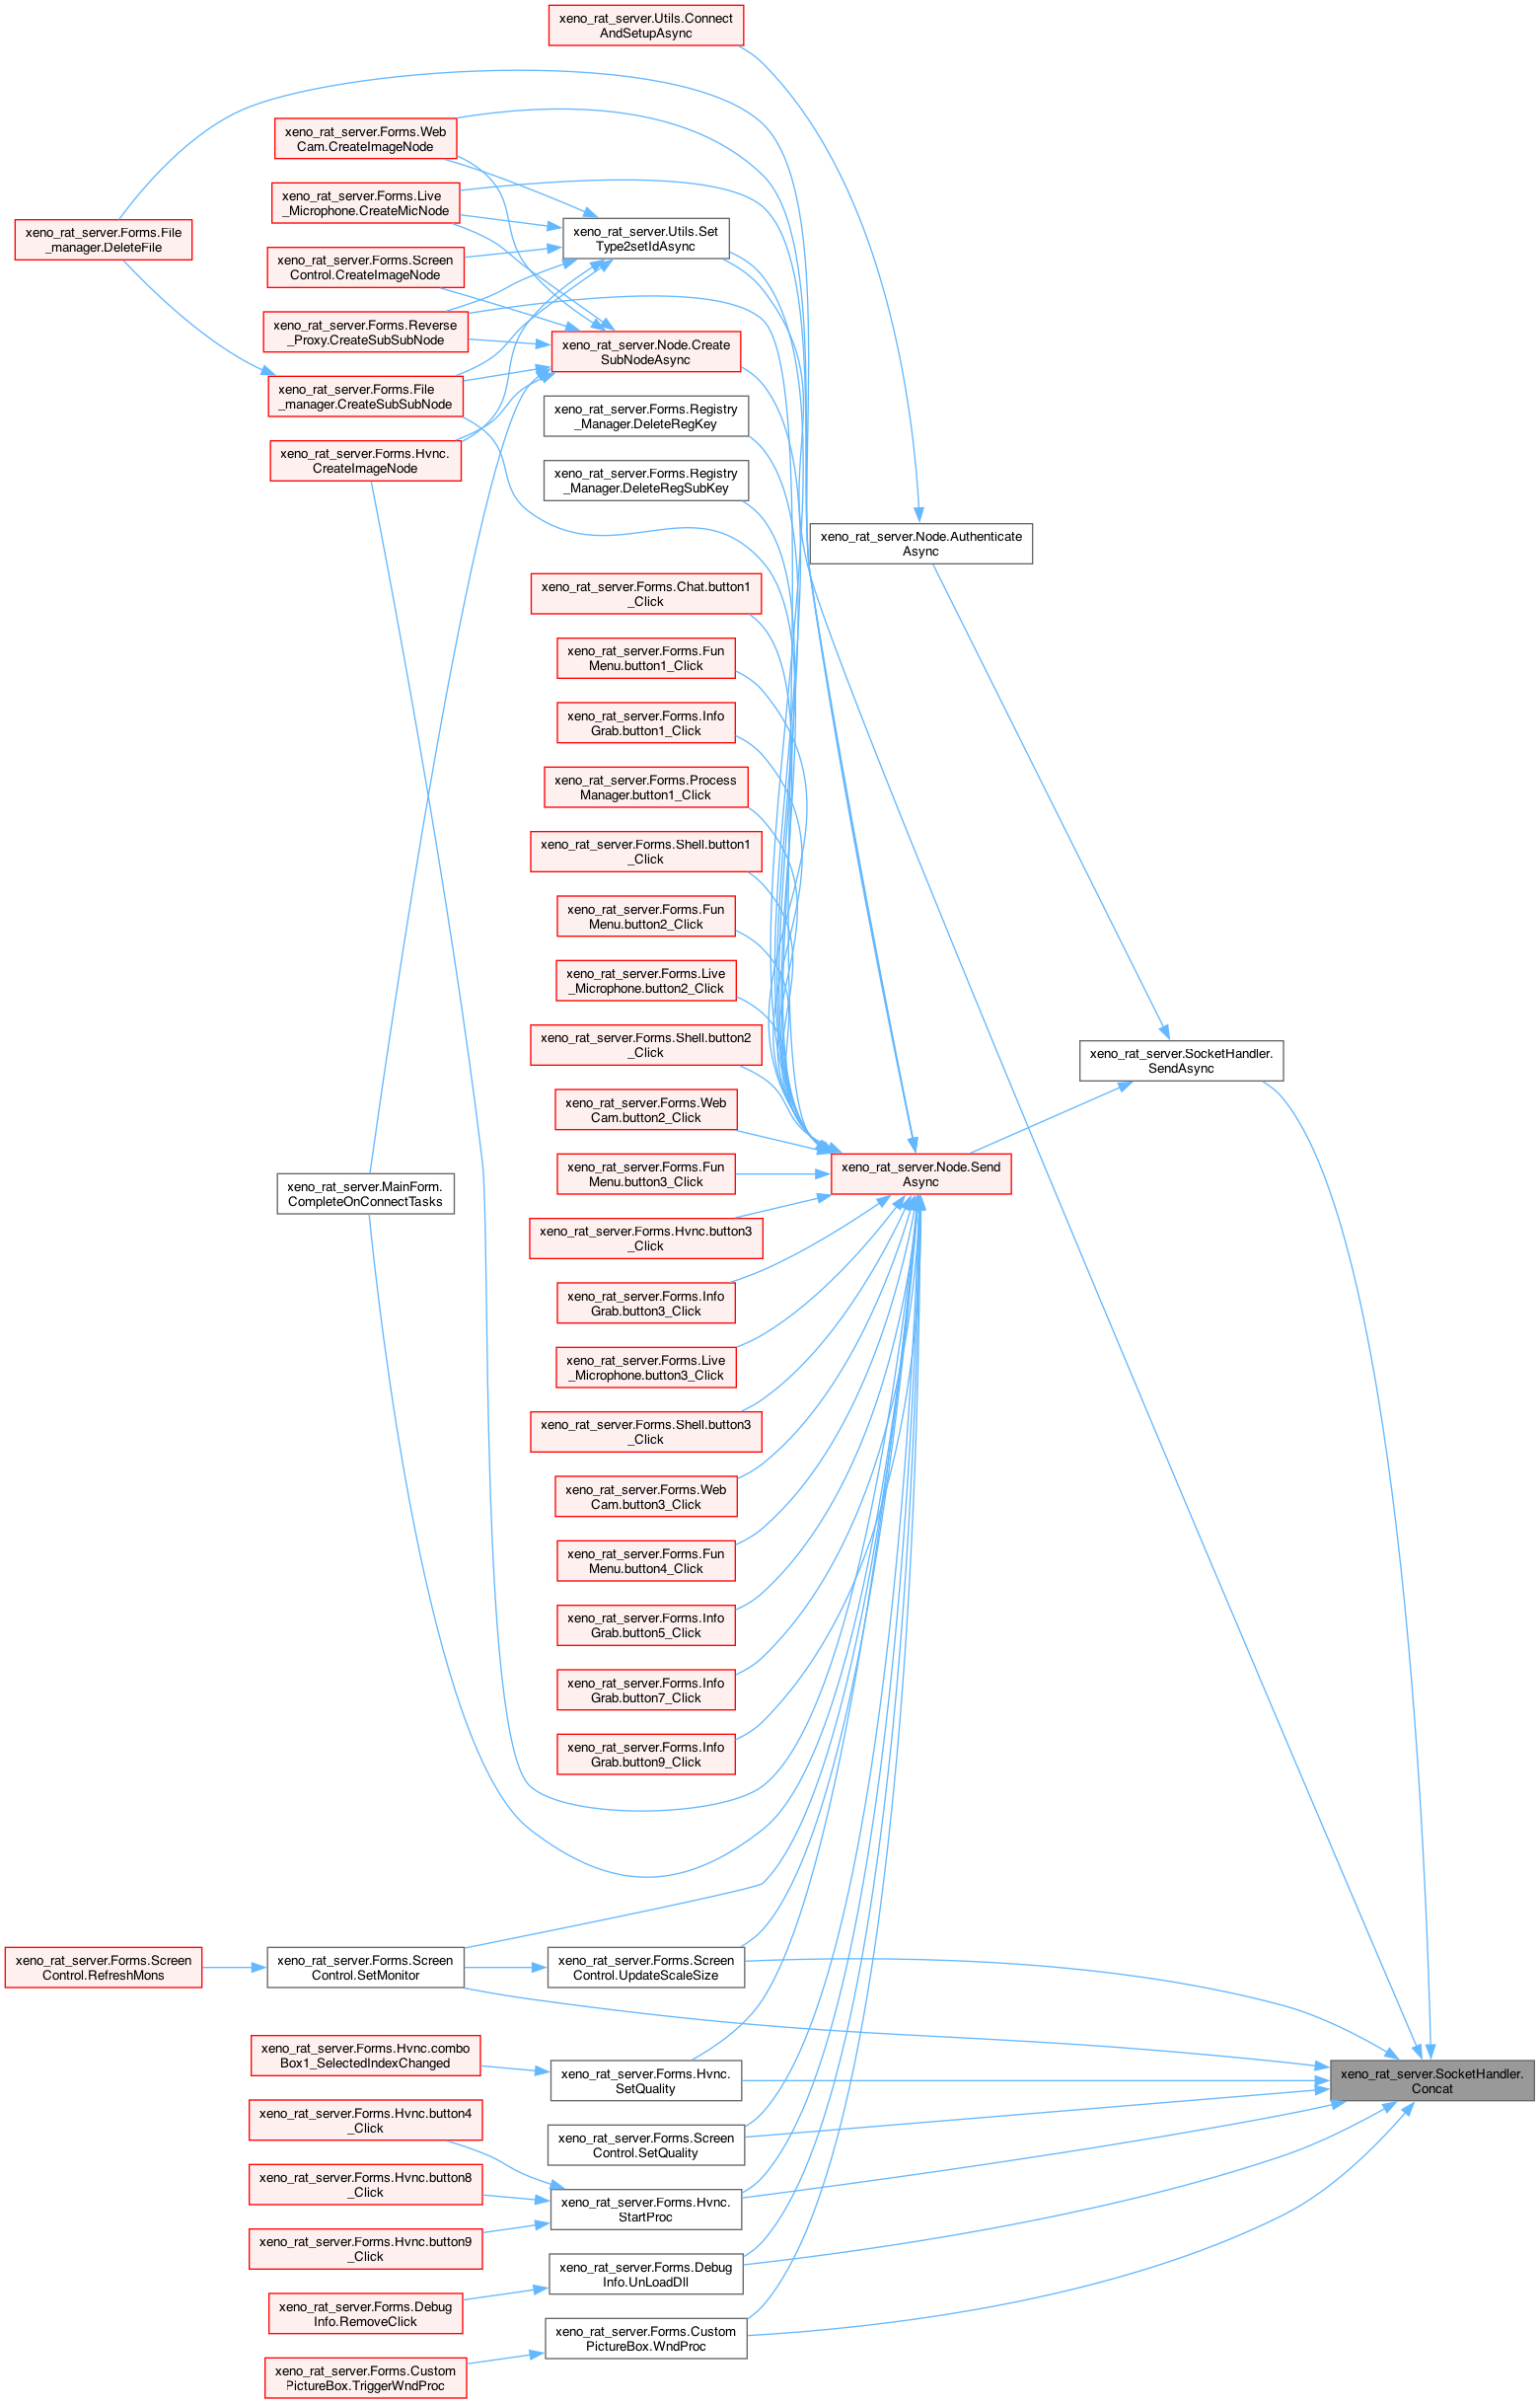 xeno_rat_server.Utils.Connect
AndSetupAsync
xeno_rat_server.Forms.Web
Cam.CreateImageNode
xeno_rat_server.Forms.Live
_Microphone.CreateMicNode
xeno_rat_server.Forms.File
_manager.DeleteFile
xeno_rat_server.Utils.Set
Type2setIdAsync
xeno_rat_server.Forms.Screen
Control.CreateImageNode
xeno_rat_server.Forms.Reverse
_Proxy.CreateSubSubNode
xeno_rat_server.Node.Create
SubNodeAsync
xeno_rat_server.Forms.File
_manager.CreateSubSubNode
xeno_rat_server.Forms.Registry
_Manager.DeleteRegKey
xeno_rat_server.Forms.Hvnc.
CreateImageNode
xeno_rat_server.Forms.Registry
_Manager.DeleteRegSubKey
xeno_rat_server.Node.Authenticate
Async
xeno_rat_server.Forms.Chat.button1
_Click
xeno_rat_server.Forms.Fun
Menu.button1_Click
xeno_rat_server.Forms.Info
Grab.button1_Click
xeno_rat_server.Forms.Process
Manager.button1_Click
xeno_rat_server.Forms.Shell.button1
_Click
xeno_rat_server.Forms.Fun
Menu.button2_Click
xeno_rat_server.Forms.Live
_Microphone.button2_Click
xeno_rat_server.Forms.Shell.button2
_Click
xeno_rat_server.SocketHandler.
SendAsync
xeno_rat_server.Forms.Web
Cam.button2_Click
xeno_rat_server.Forms.Fun
Menu.button3_Click
xeno_rat_server.Node.Send
Async
xeno_rat_server.MainForm.
CompleteOnConnectTasks
xeno_rat_server.Forms.Hvnc.button3
_Click
xeno_rat_server.Forms.Info
Grab.button3_Click
xeno_rat_server.Forms.Live
_Microphone.button3_Click
xeno_rat_server.Forms.Shell.button3
_Click
xeno_rat_server.Forms.Web
Cam.button3_Click
xeno_rat_server.Forms.Fun
Menu.button4_Click
xeno_rat_server.Forms.Info
Grab.button5_Click
xeno_rat_server.Forms.Info
Grab.button7_Click
xeno_rat_server.Forms.Info
Grab.button9_Click
xeno_rat_server.Forms.Screen
Control.RefreshMons
xeno_rat_server.Forms.Screen
Control.SetMonitor
xeno_rat_server.Forms.Screen
Control.UpdateScaleSize
xeno_rat_server.Forms.Hvnc.combo
Box1_SelectedIndexChanged
xeno_rat_server.Forms.Hvnc.
SetQuality
xeno_rat_server.SocketHandler.
Concat
xeno_rat_server.Forms.Hvnc.button4
_Click
xeno_rat_server.Forms.Screen
Control.SetQuality
xeno_rat_server.Forms.Hvnc.button8
_Click
xeno_rat_server.Forms.Hvnc.
StartProc
xeno_rat_server.Forms.Hvnc.button9
_Click
xeno_rat_server.Forms.Debug
Info.UnLoadDll
xeno_rat_server.Forms.Debug
Info.RemoveClick
xeno_rat_server.Forms.Custom
PictureBox.WndProc
xeno_rat_server.Forms.Custom
PictureBox.TriggerWndProc